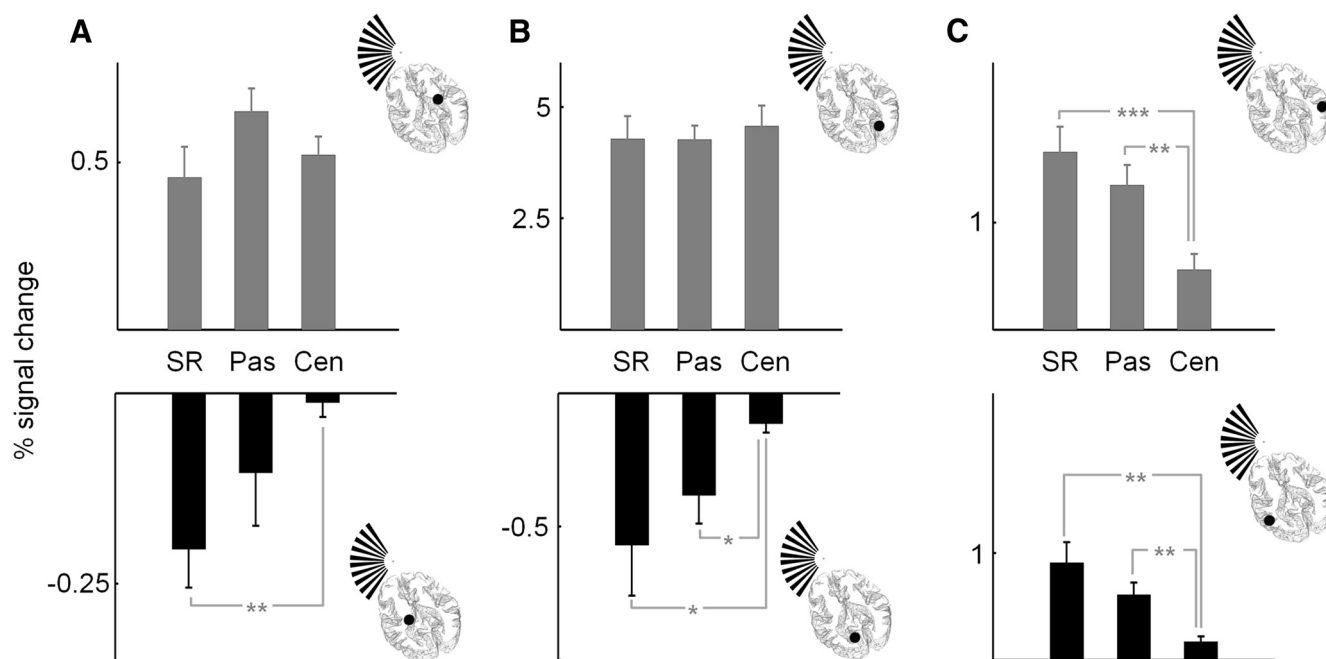 A
B
C
% signal change
0.5
SR Pas Cen
-0.25
**
5
2.5
SR Pas Cen
-0.5
*
*
***
**
1
SR Pas Cen
**
**
1